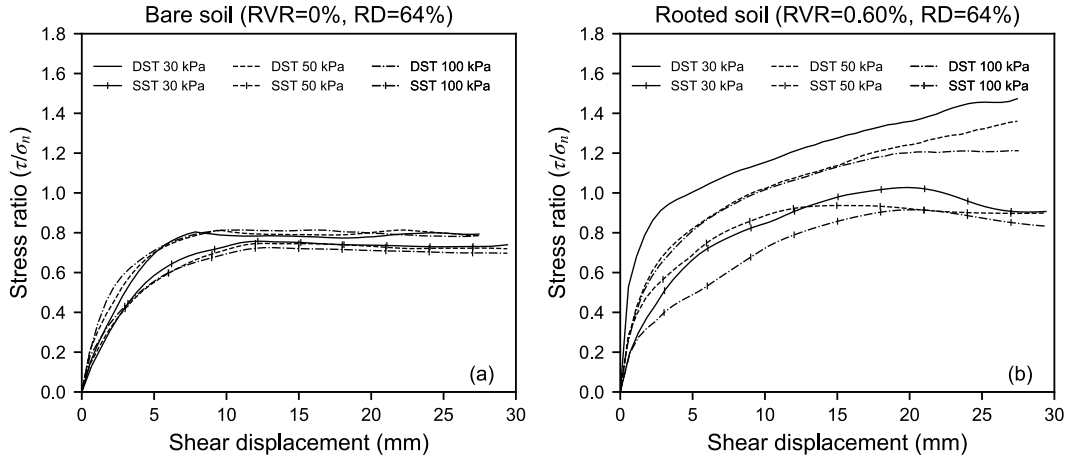 Bare soil (RVR=0%, RD=64%)
1.8
1.6
1.4
1.2
1.0
0.8
0.6
0.4
0.2
0.0
Stress ratio (τ/σn)
DST 30 kPa DST 50 kPa DST 100 kPa
SST 30 kPa SST 50 kPa SST 100 kPa
(a)
0 5 10 15 20 25 30
Shear displacement (mm)
Rooted soil (RVR=0.60%, RD=64%)
1.8
1.6
1.4
1.2
1.0
0.8
0.6
0.4
0.2
0.0
Stress ratio (τ/σn)
DST 30 kPa DST 50 kPa DST 100 kPa
SST 30 kPa SST 50 kPa SST 100 kPa
(b)
0 5 10 15 20 25 30
Shear displacement (mm)